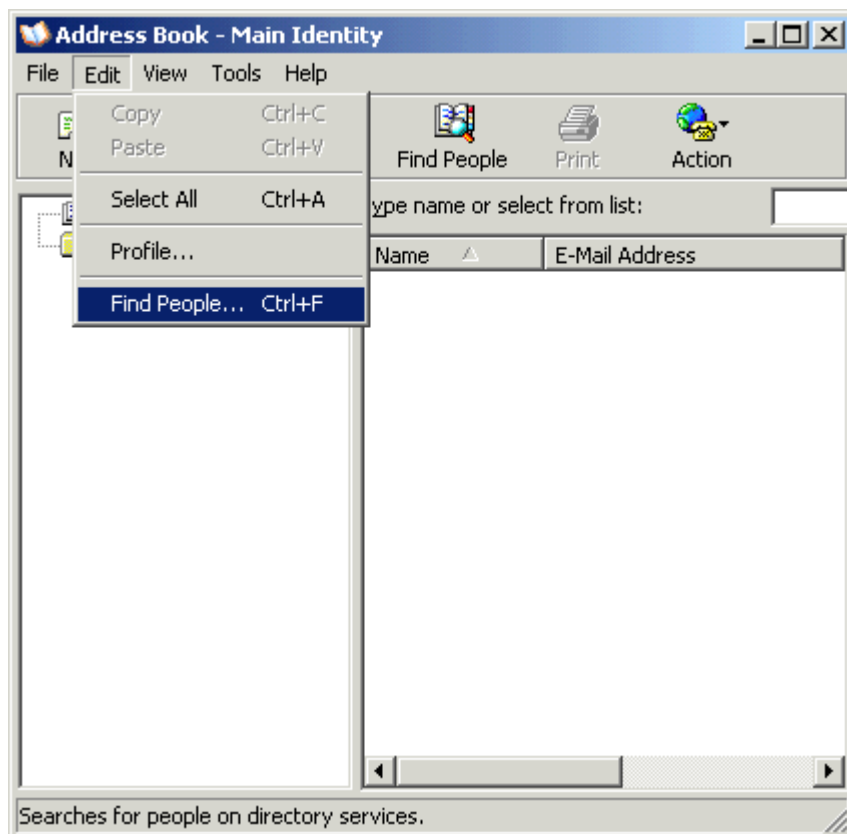 Address Book - Main Identity
File Edit View Tools Help
Copy Ctrl+C
Paste Ctrl+V
Select All Ctrl+A
Profile...
Find People... Ctrl+F
Find People Print Action
ype name or select from list:
Name E-Mail Address
Searches for people on directory services.